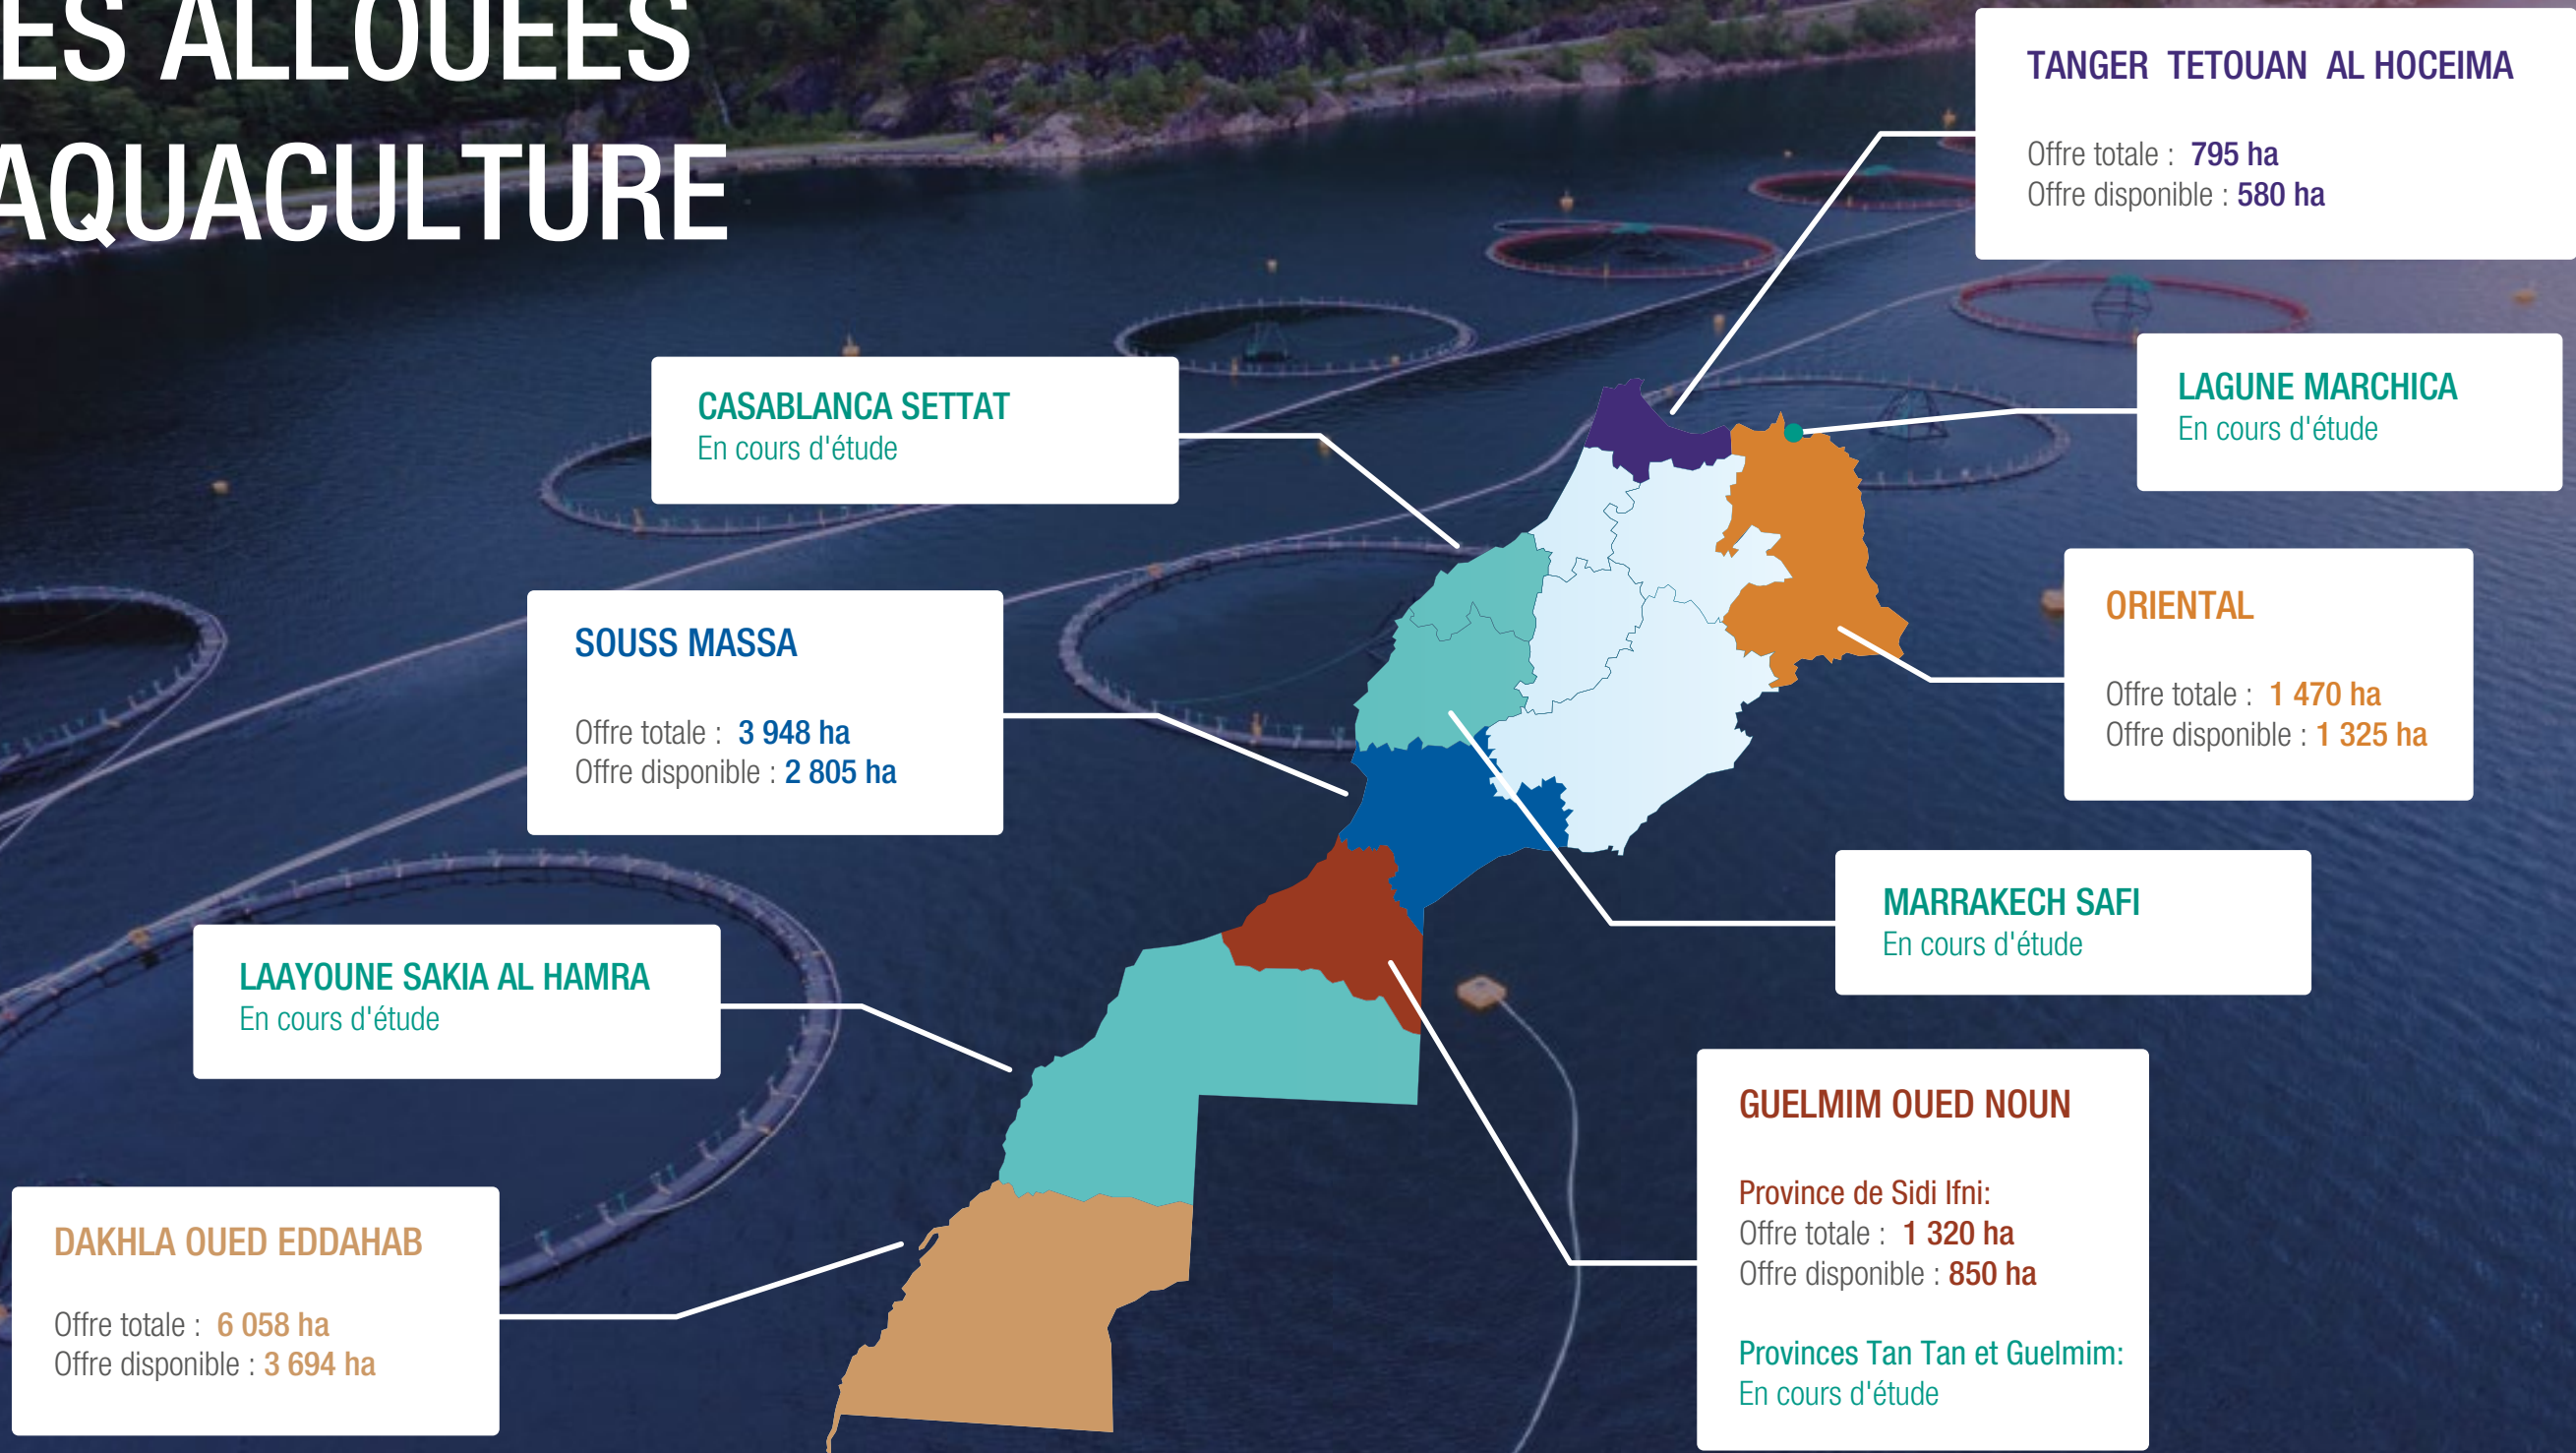 ES ALLOUÉES
AQUACULTURE
TANGER TETOUAN AL HOCEIMA
Offre totale : 795 ha
Offre disponible : 580 ha
LAGUNE MARCHICA
En cours d'étude
CASABLANCA SETTAT
En cours d'étude
ORIENTAL
Offre totale : 1 470 ha
Offre disponible : 1 325 ha
SOUSS MASSA
Offre totale : 3 948 ha
Offre disponible : 2 805 ha
MARRAKECH SAFI
En cours d'étude
LAAYOUNE SAKIA AL HAMRA
En cours d'étude
GUELMIM OUED NOUN
Province de Sidi Ifni:
Offre totale : 1 320 ha
Offre disponible : 850 ha
Provinces Tan Tan et Guelmim:
En cours d'étude
DAKHLA OUED EDDAHAB
Offre totale : 6 058 ha
Offre disponible : 3 694 ha